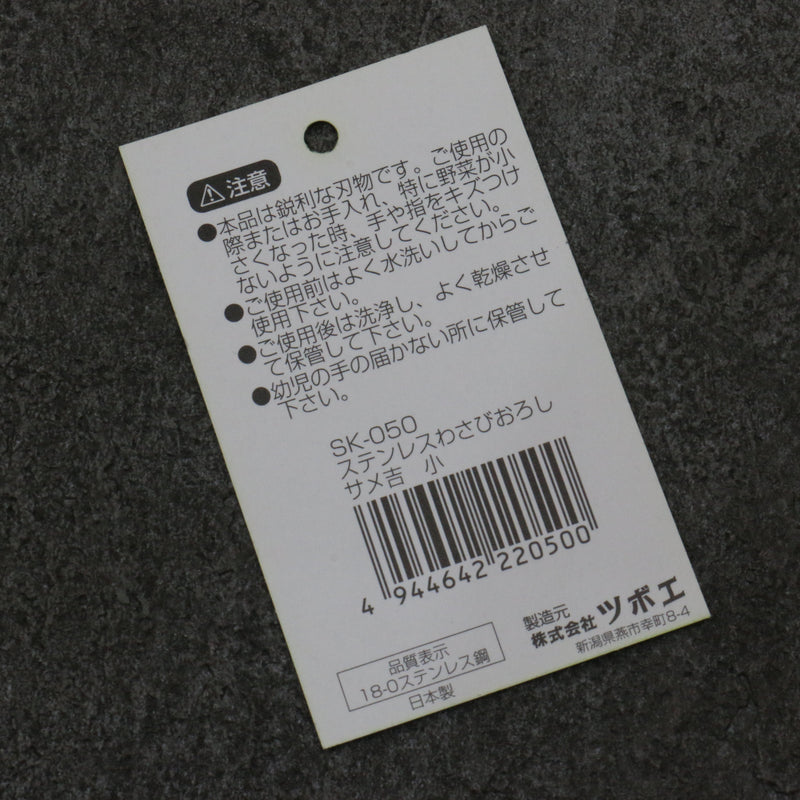 注意
●本品は鋭利な刃物です。ご使用の
際またはお手入れ、特に野菜が小
さくなった時、手や指をキズつけ
ないように注意してください。
●ご使用前はよく水洗いしてからご
使用下さい。
●ご使用後は洗浄し、よく乾燥させ
て保管して下さい。
●幼児の手の届かない所に保管して
下さい。
SK-050
ステンレスわさびおろし
サメ吉 小
4 944642 220500
製造元
株式会社 ツボエ
新潟県燕市幸町8-4
品質表示
18-0ステンレス鋼
日本製